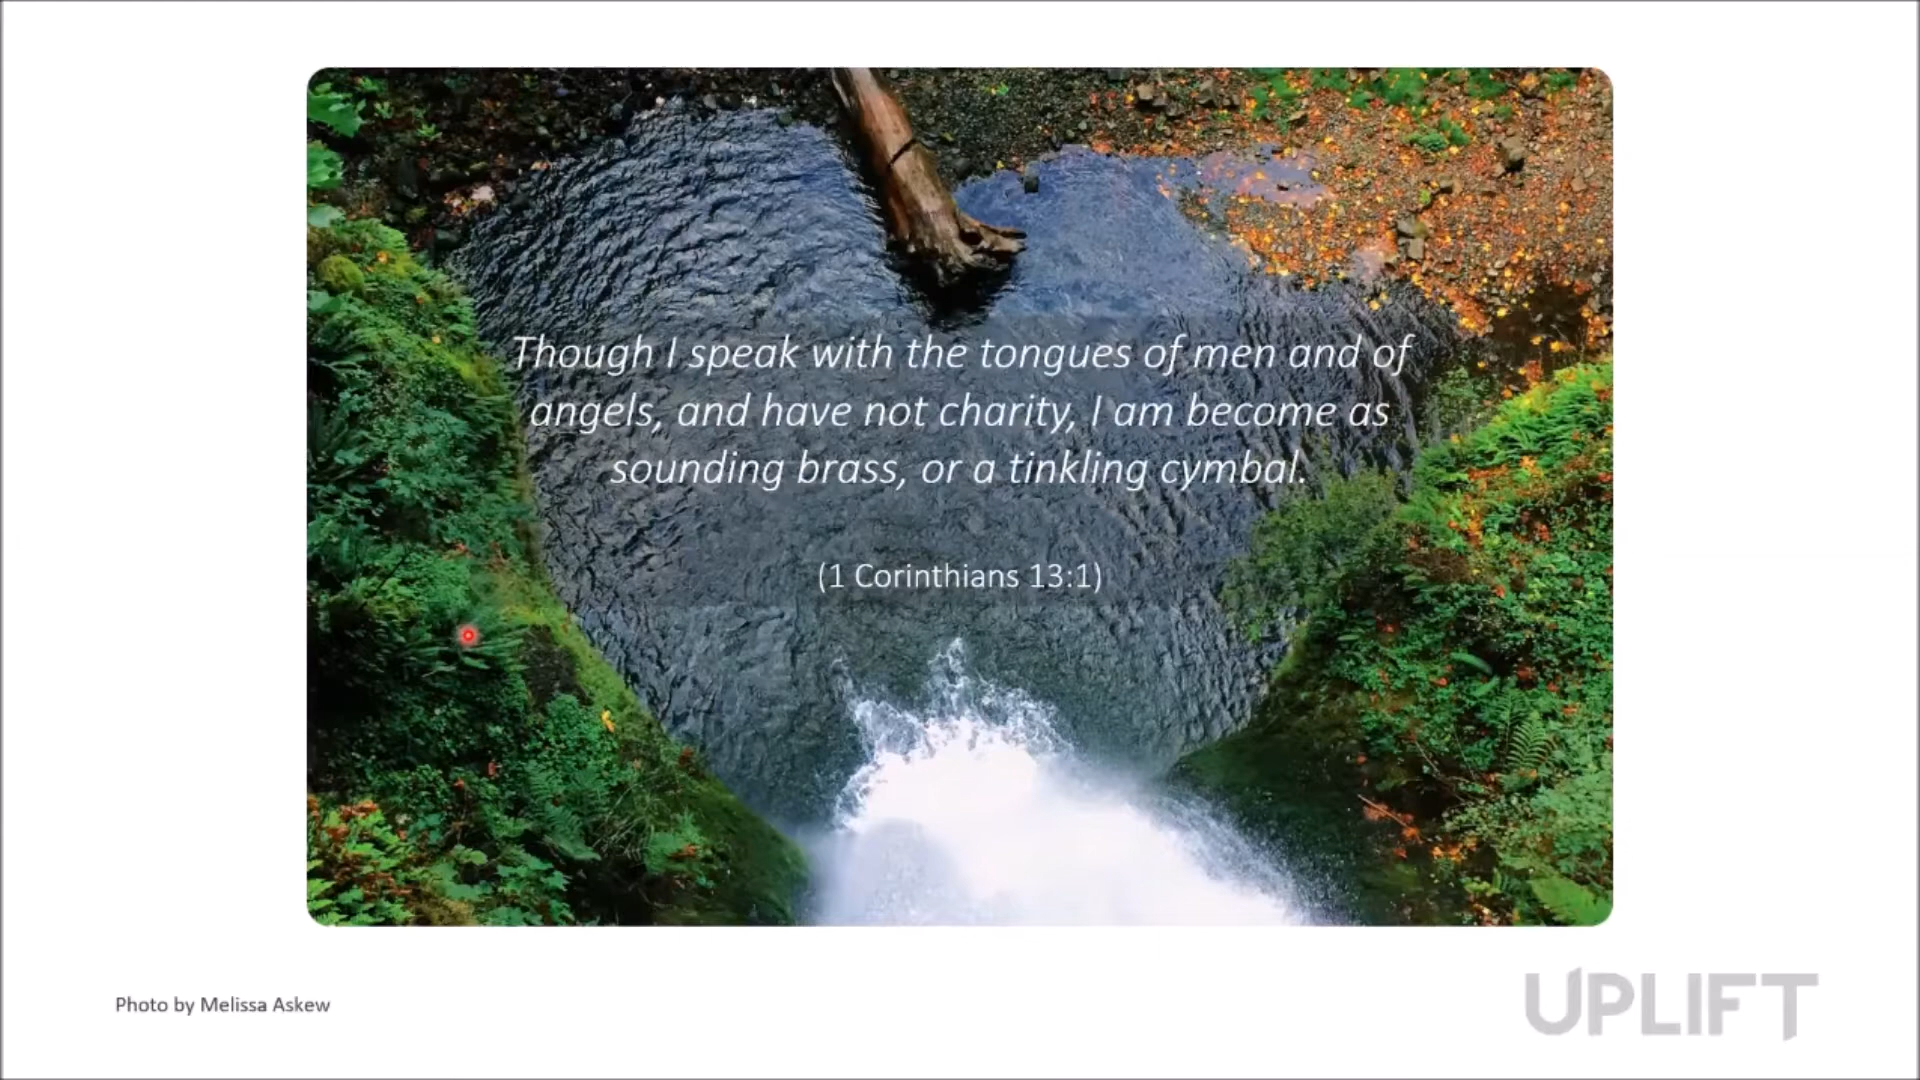 Though I speak with the tongues of men and of
angels, and have not charity, I am become as
sounding brass, or a tinkling cymbal.
(1 Corinthians 13:1)
Photo by Melissa Askew
UPLIFT